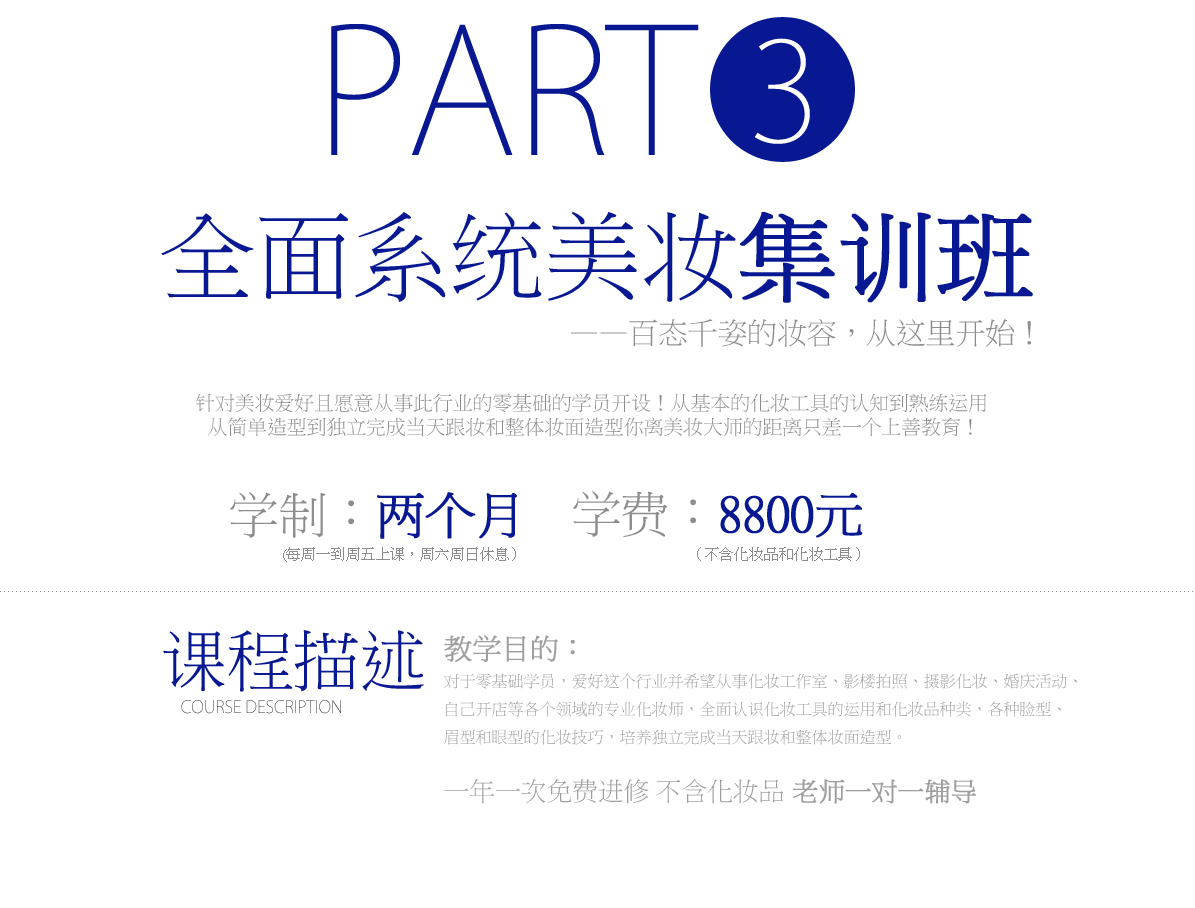 PART 3
全面系统美妆集训班
——百态千姿的妆容，从这里开始！
针对美妆爱好且愿意从事此行业的零基础的学员开设！从基本的化妆工具的认知到熟练运用
从简单造型到独立完成当天跟妆和整体妆面造型你离美妆大师的距离只差一个上善教育！
学制：两个月 学费：8800元
(每周一到周五上课，周六周日休息） （不含化妆品和化妆工具）
课程描述
COURSE DESCRIPTION
教学目的：
对于零基础学员，爱好这个行业并希望从事化妆工作室、影楼拍照、摄影化妆、婚庆活动、
自己开店等各个领域的专业化妆师，全面认识化妆工具的运用和化妆品种类，各种脸型、
眉型和眼型的化妆技巧，培养独立完成当天跟妆和整体妆面造型。
一年一次免费进修 不含化妆品 老师一对一辅导